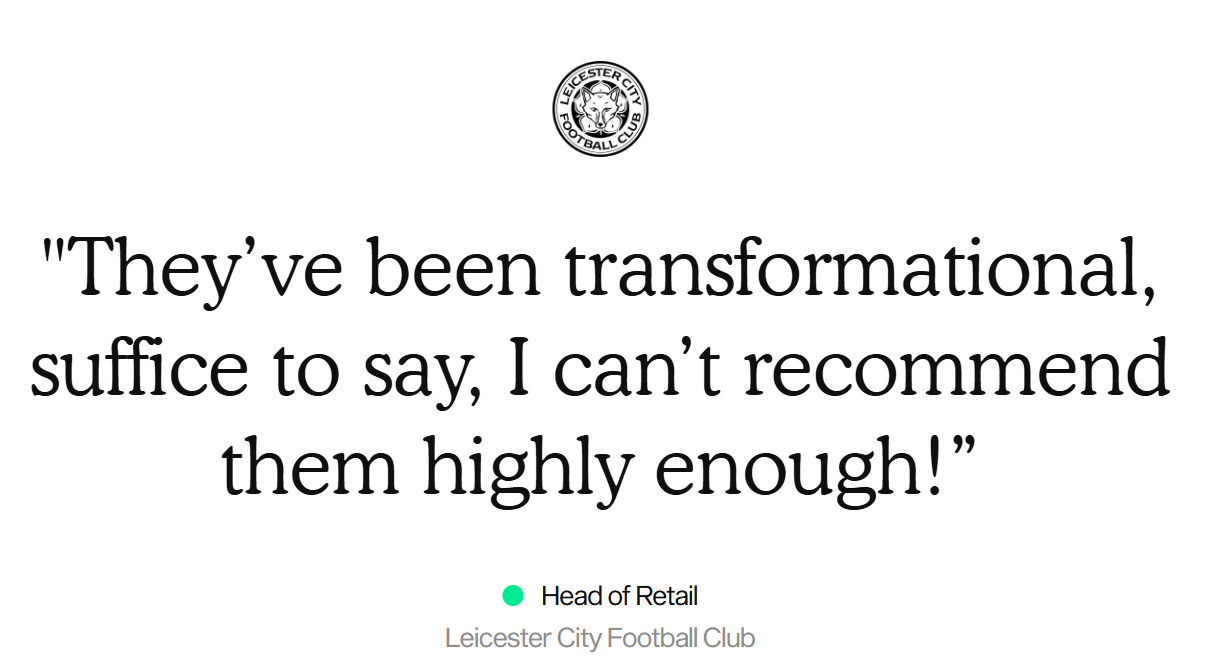 LEICESTER CITY
FOOTBALL CLUB
"They’ve been transformational,
suffice to say, I can’t recommend
them highly enough!”
Head of Retail
Leicester City Football Club